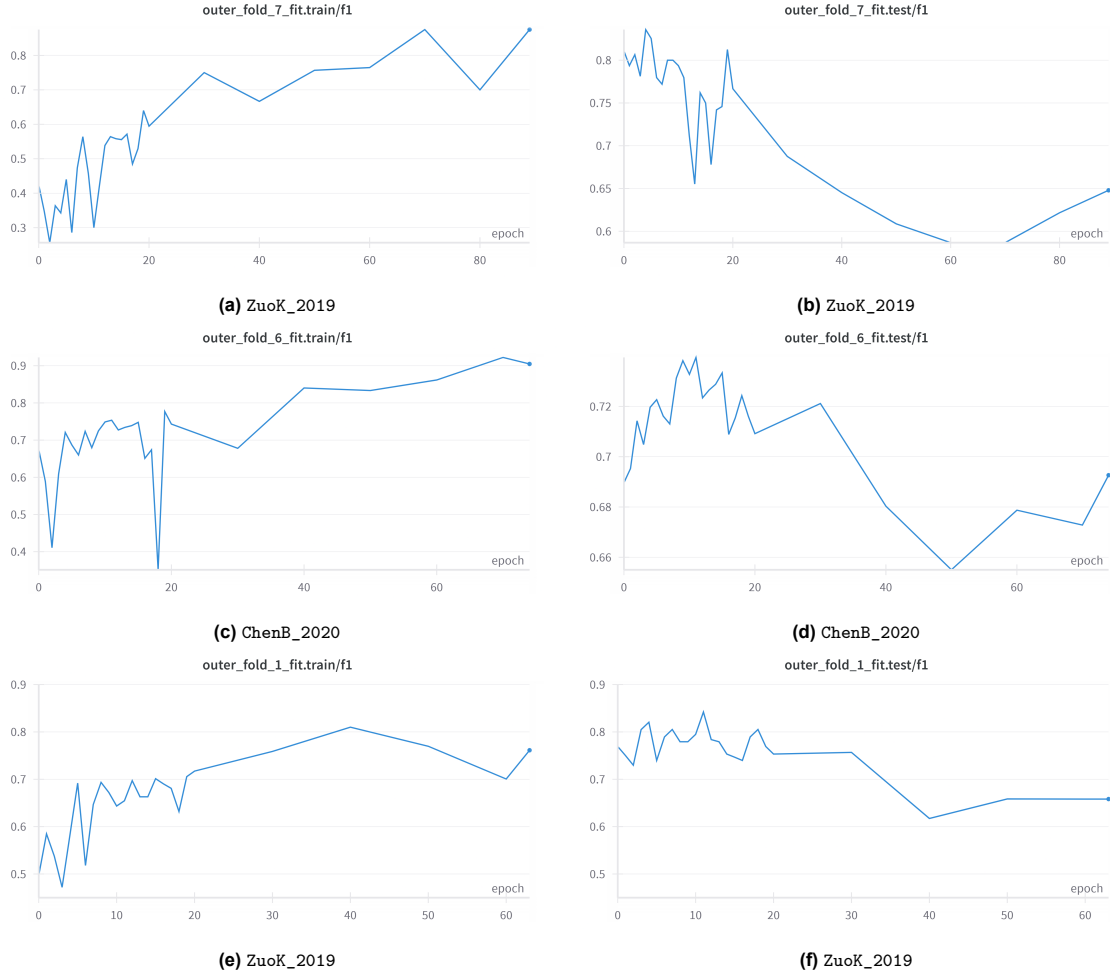 outer_fold_7_fit.train/f1
0.8
0.7
0.6
0.5
0.4
0.3
epoch
0 20 40 60 80
(a) ZuoK_2019
outer_fold_7_fit.test/f1
0.8
0.75
0.7
0.65
0.6
epoch
0 20 40 60 80
(b) ZuoK_2019
outer_fold_6_fit.train/f1
0.9
0.8
0.7
0.6
0.5
0.4
epoch
0 20 40 60
(c) ChenB_2020
outer_fold_6_fit.test/f1
0.72
0.7
0.68
0.66
epoch
0 20 40 60
(d) ChenB_2020
outer_fold_1_fit.train/f1
0.9
0.8
0.7
0.6
0.5
epoch
0 10 20 30 40 50 60
(e) ZuoK_2019
outer_fold_1_fit.test/f1
0.9
0.8
0.7
0.6
0.5
epoch
0 10 20 30 40 50 60
(f) ZuoK_2019